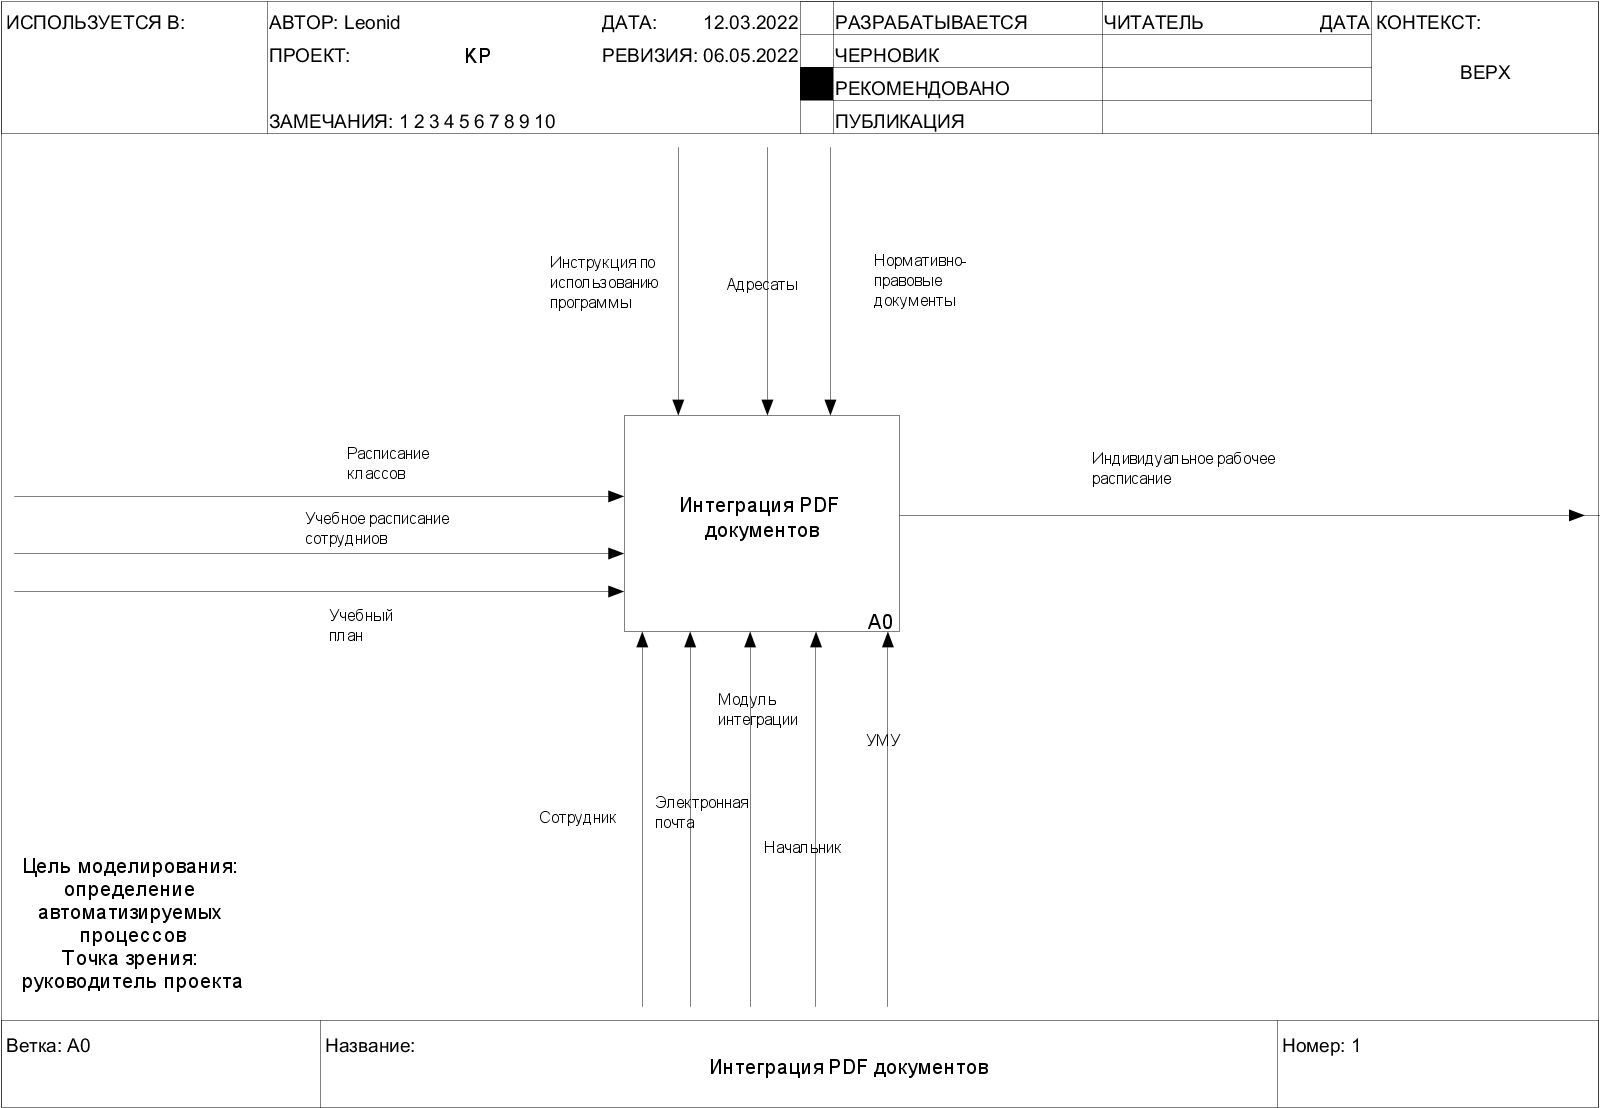 ИСПОЛЬЗУЕТСЯ В:
АВТОР: Leonid
ДАТА: 12.03.2022
ПРОЕКТ: КР
РЕВИЗИЯ: 06.05.2022
ЗАМЕЧАНИЯ: 1 2 3 4 5 6 7 8 9 10
РАЗРАБАТЫВАЕТСЯ
ЧЕРНОВИК
РЕКОМЕНДОВАНО
ПУБЛИКАЦИЯ
ЧИТАТЕЛЬ
ДАТА
КОНТЕКСТ:
ВЕРХ
Инструкция по
использованию
программы
Адресаты
Нормативно-
правовые
документы
Расписание
классов
Учебное расписание
сотрудниов
Учебный
план
Интеграция PDF
документов
A0
Индивидуальное рабочее
расписание
Модуль
интеграции
УМУ
Электронная
почта
Сотрудник
Начальник
Цель моделирования:
определение
автоматизируемых
процессов
Точка зрения:
руководитель проекта
Ветка: A0
Название:
Интеграция PDF документов
Номер: 1